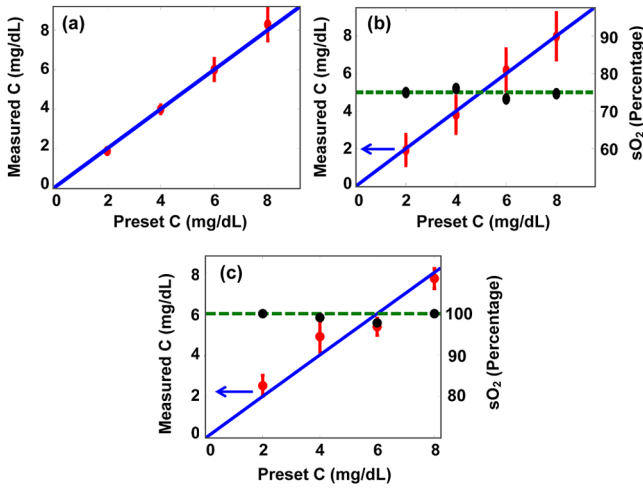 (a)
Measured C (mg/dL)
8
6
4
2
0
0 2 4 6 8
Preset C (mg/dL)
(b)
Measured C (mg/dL)
8
6
4
2
0
90
80
70
60
sO₂ (Percentage)
0 2 4 6 8
Preset C (mg/dL)
(c)
Measured C (mg/dL)
8
6
4
2
0
100
90
80
sO₂ (Percentage)
0 2 4 6 8
Preset C (mg/dL)